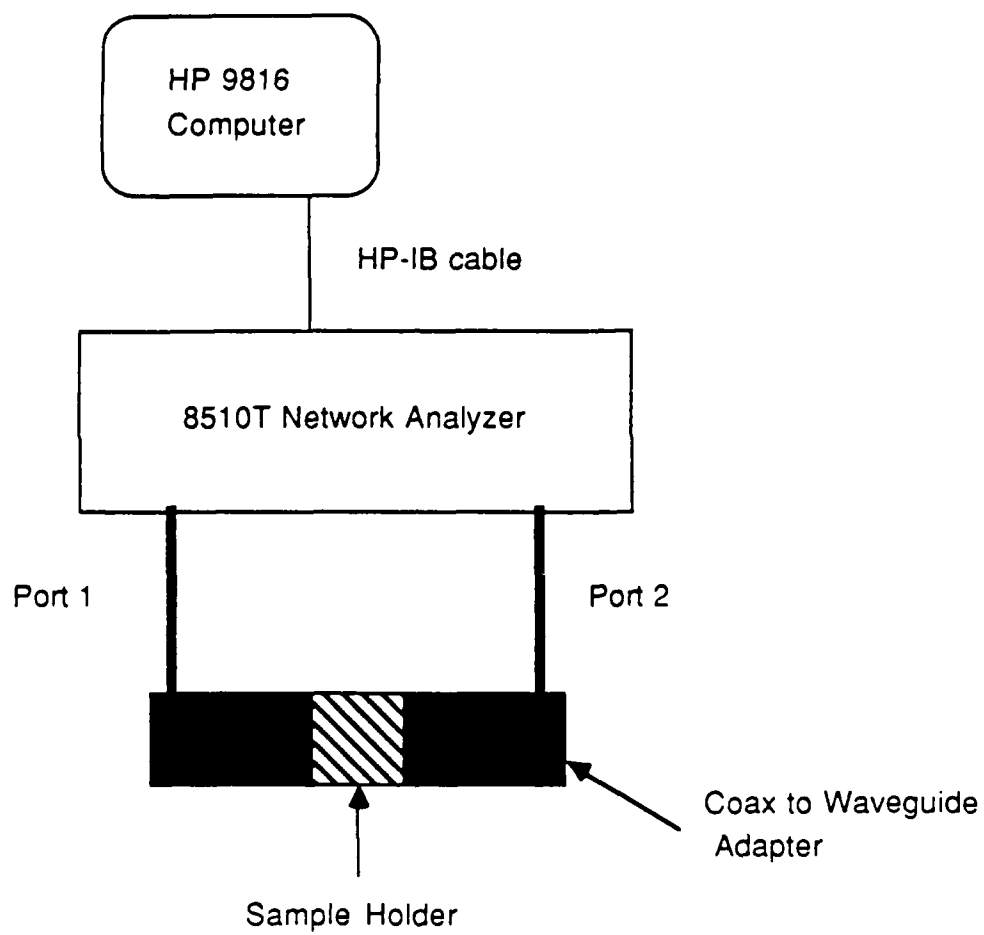 HP 9816
Computer
HP-IB cable
8510T Network Analyzer
Port 1
Port 2
Coax to Waveguide
Adapter
Sample Holder